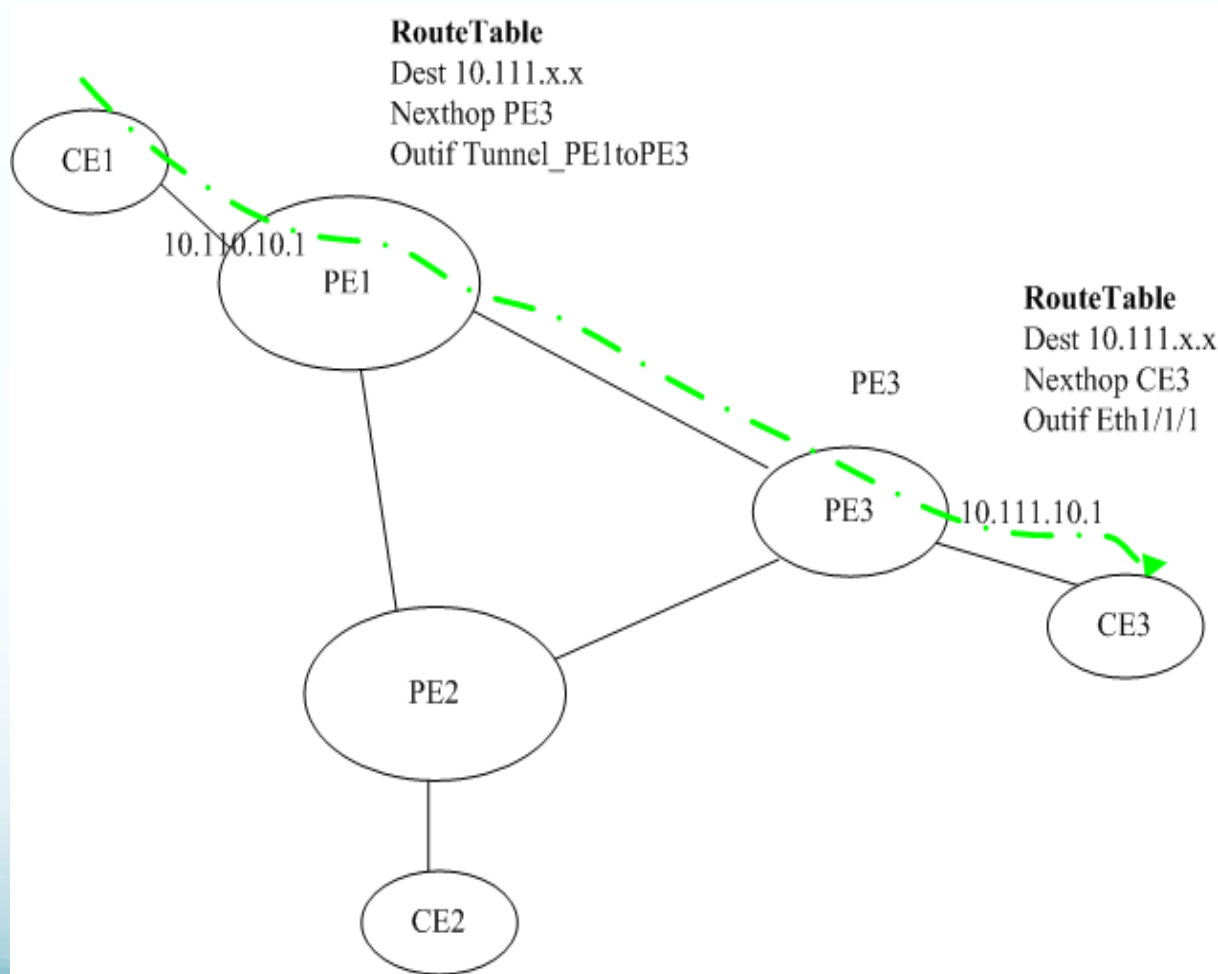 RouteTable
Dest 10.111.x.x
Nexthop PE3
Outif Tunnel_PE1toPE3
CE1
10.110.10.1
PE1
RouteTable
Dest 10.111.x.x
Nexthop CE3
Outif Eth1/1/1
PE3
PE3
10.111.10.1
CE3
PE2
CE2